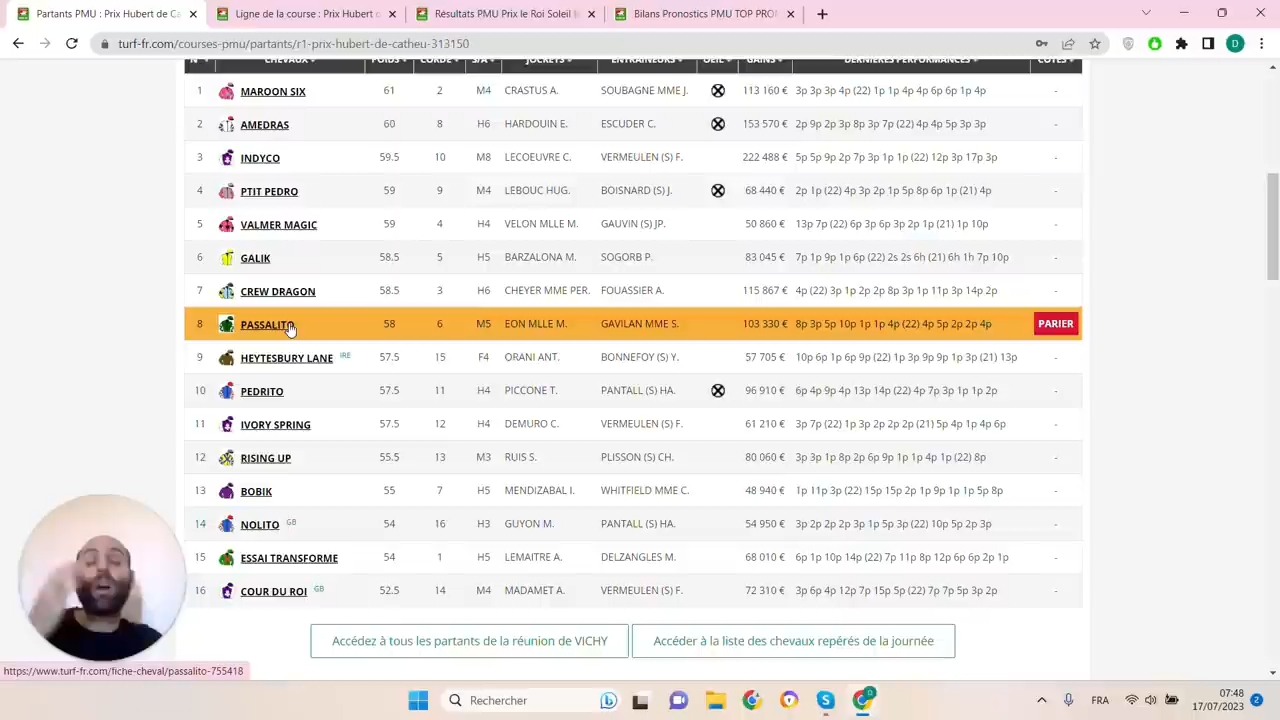 Partants PMU : Prix Hubert de Ca
Ligne de la course : Prix Hubert
Résultats PMU Prix le Roi Soleil
Bilans Pronostics PMU TOP PRO
turf-fr.com/courses-pmu/partants/r1-prix-hubert-de-catheu-313150
N° CHEVAUX POIDS CORDE S/A JOCKEYS ENTRAINEURS OEIL GAINS DERNIÈRES PERFORMANCES COTES
1 MAROON SIX 61 2 M4 CRASTUS A. SOUBAGNE MME J. 113 160 € 3p 3p 3p 4p (22) 1p 1p 4p 4p 6p 6p 1p 4p -
2 AMEDRAS 60 8 H6 HARDOUIN E. ESCUDER C. 153 570 € 2p 9p 2p 3p 8p 3p 7p (22) 4p 4p 5p 3p 3p -
3 INDYCO 59.5 10 M8 LECOEUVRE C. VERMEULEN (S) F. 222 488 € 5p 5p 9p 2p 7p 3p 1p 1p (22) 12p 3p 17p 3p -
4 PTIT PEDRO 59 9 M4 LEBOUC HUG. BOISNARD (S) J. 68 440 € 2p 1p (22) 4p 3p 2p 1p 5p 8p 6p 1p (21) 4p -
5 VALMER MAGIC 59 4 H4 VELON MLLE M. GAUVIN (S) JP. 50 860 € 13p 7p (22) 6p 3p 6p 3p 2p 1p (21) 1p 10p -
6 GALIK 58.5 5 H5 BARZALONA M. SOGORB P. 83 045 € 7p 1p 9p 1p 6p (22) 2s 2s 6h (21) 6h 1h 7p 10p -
7 CREW DRAGON 58.5 3 H6 CHEYER MME PER. FOUASSIER A. 115 867 € 4p (22) 3p 1p 2p 2p 8p 3p 1p 11p 3p 14p 2p -
8 PASSALITO 58 6 M5 EON MLLE M. GAVILAN MME S. 103 330 € 8p 3p 5p 10p 1p 1p 4p (22) 4p 5p 2p 2p 4p PARIER
9 HEYTESBURY LANE IRE 57.5 15 F4 ORANI ANT. BONNEFOY (S) Y. 57 705 € 10p 6p 1p 6p 9p (22) 1p 3p 9p 9p 1p 3p (21) 13p -
10 PEDRITO 57.5 11 H4 PICCONE T. PANTALL (S) HA. 96 910 € 6p 4p 9p 4p 13p 14p (22) 4p 7p 3p 1p 1p 2p -
11 IVORY SPRING 57.5 12 H4 DEMURO C. VERMEULEN (S) F. 61 210 € 3p 7p (22) 1p 3p 2p 2p 2p (21) 5p 4p 1p 4p 6p -
12 RISING UP 55.5 13 M3 RUIS S. PLISSON (S) CH. 80 060 € 3p 3p 1p 8p 2p 6p 9p 1p 1p 4p 1p (22) 8p -
13 BOBIK 55 7 H5 MENDIZABAL I. WHITFIELD MME C. 48 940 € 1p 11p 3p (22) 15p 15p 2p 1p 9p 1p 1p 5p 8p -
14 NOLITO GB 54 16 H3 GUYON M. PANTALL (S) HA. 54 950 € 3p 2p 2p 2p 3p 1p 5p 3p (22) 10p 5p 2p 3p -
15 ESSAI TRANSFORME 54 1 H5 LEMAITRE A. DELZANGLES M. 68 010 € 6p 1p 10p 14p (22) 7p 11p 8p 12p 6p 6p 2p 1p -
16 COUR DU ROI GB 52.5 14 M4 MADAMET A. VERMEULEN (S) F. 72 310 € 3p 6p 4p 12p 7p 15p 5p (22) 7p 7p 5p 3p 2p -
Accédez à tous les partants de la réunion de VICHY
Accéder à la liste des chevaux repérés de la journée
https://www.turf-fr.com/fiche-cheval/passalito-755418
Rechercher
FRA
07:48
17/07/2023
2